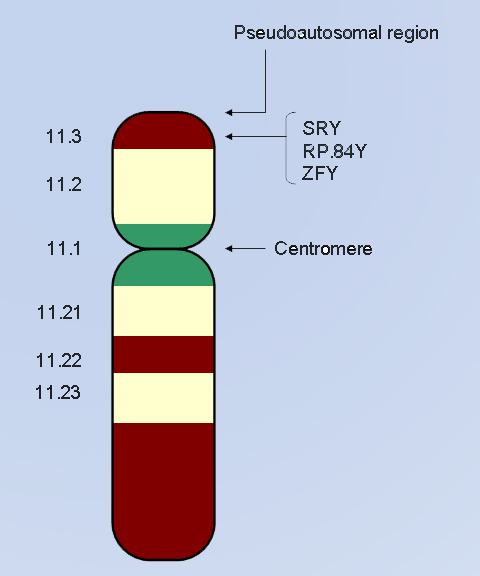 Pseudoautosomal region
11.3
SRY
RP.84Y
ZFY
11.2
11.1
Centromere
11.21
11.22
11.23